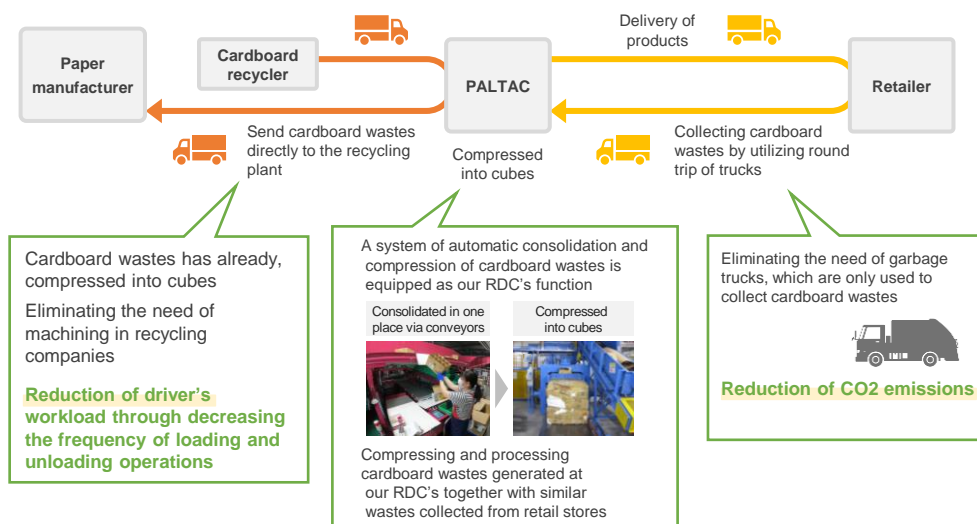 Delivery of
products
Paper
manufacturer
Cardboard
recycler
PALTAC
Retailer
Send cardboard wastes
directly to the recycling
plant
Compressed
into cubes
Collecting cardboard
wastes by utilizing round
trip of trucks
Cardboard wastes has already,
compressed into cubes
Eliminating the need of
machining in recycling
companies
Reduction of driver's
workload through decreasing
the frequency of loading and
unloading operations
A system of automatic consolidation and
compression of cardboard wastes is
equipped as our RDC's function
Consolidated in one
place via conveyors
Compressed
into cubes
Compressing and processing
cardboard wastes generated at
our RDC's together with similar
wastes collected from retail stores
Eliminating the need of garbage
trucks, which are only used to
collect cardboard wastes
Reduction of CO2 emissions